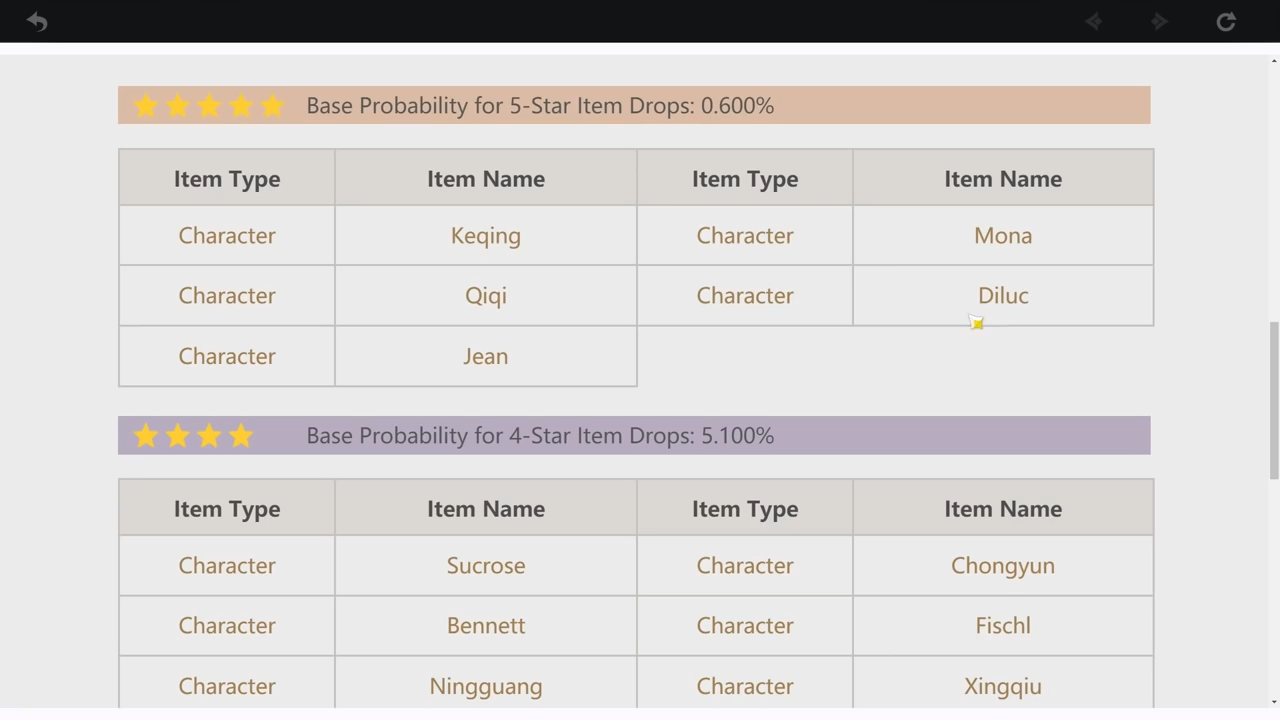 Base Probability for 5-Star Item Drops: 0.600%
Item Type Item Name Item Type Item Name
Character Keqing Character Mona
Character Qiqi Character Diluc
Character Jean
Base Probability for 4-Star Item Drops: 5.100%
Item Type Item Name Item Type Item Name
Character Sucrose Character Chongyun
Character Bennett Character Fischl
Character Ningguang Character Xingqiu